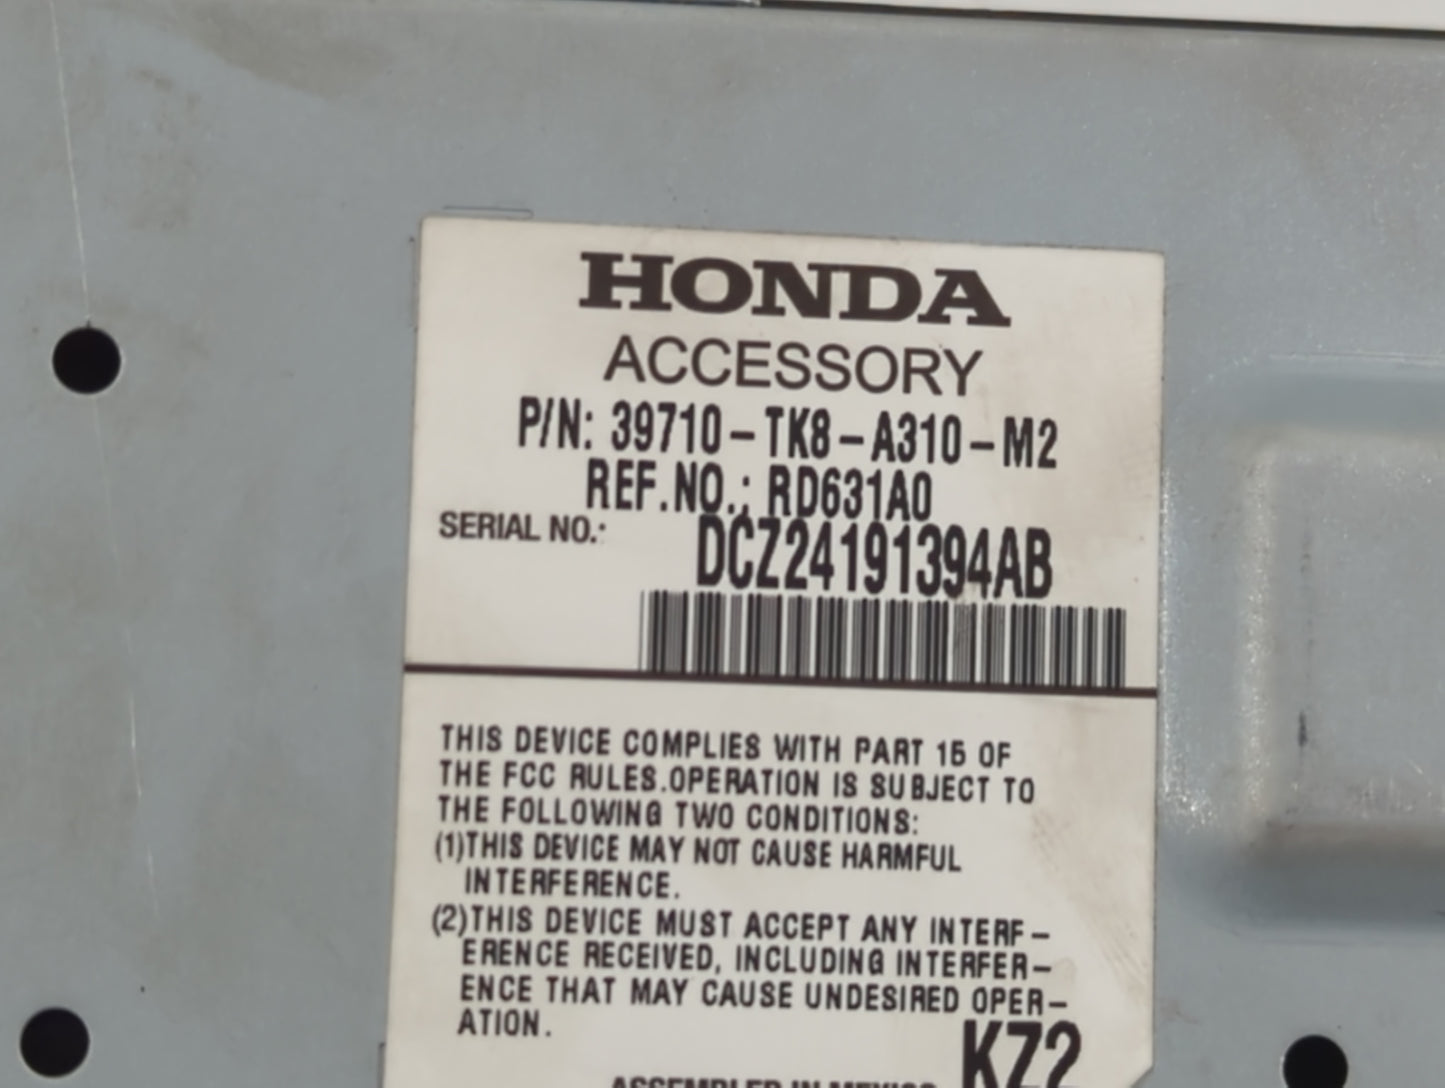 HONDA
ACCESSORY
P/N: 39710-TK8-A310-M2
REF.NO.: RD631A0
SERIAL NO.: DCZ24191394AB
THIS DEVICE COMPLIES WITH PART 15 OF
THE FCC RULES.OPERATION IS SUBJECT TO
THE FOLLOWING TWO CONDITIONS:
(1)THIS DEVICE MAY NOT CAUSE HARMFUL
INTERFERENCE.
(2)THIS DEVICE MUST ACCEPT ANY INTERF-
ERENCE RECEIVED, INCLUDING INTERFER-
ENCE THAT MAY CAUSE UNDESIRED OPER-
ATION.
KZ2
ASSEMBLED IN MEXICO